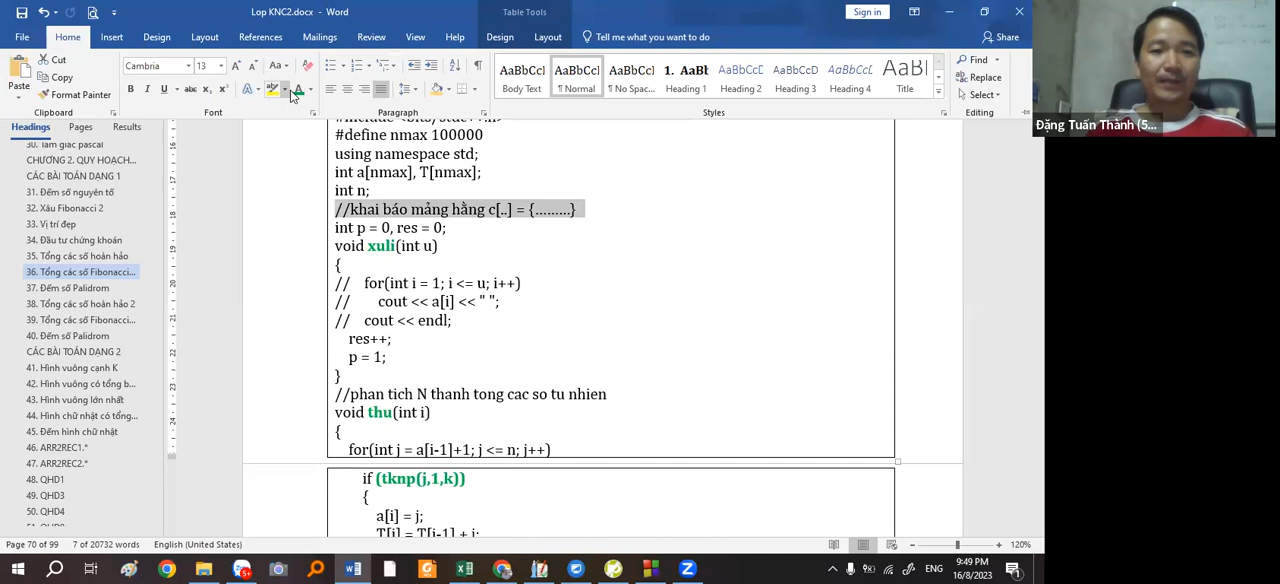 Lop KNC2.docx - Word
Table Tools
Sign in
File
Home
Insert
Design
Layout
References
Mailings
Review
View
Help
Design
Layout
Tell me what you want to do
Share
Paste
Cut
Copy
Format Painter
Clipboard
Cambria
13
Font
Paragraph
AaBbCcI
Body Text
AaBbCcI
¶ Normal
AaBbCcI
¶ No Spac...
1. AaBb
Heading 1
AaBbCcD
Heading 2
AaBbCcD
Heading 3
AaBbCcD
Heading 4
AaBl
Title
Styles
Find
Replace
Select
Editing
Đặng Tuấn Thành (5...
Headings
Pages
Results
30. Tam giác pascal
CHƯƠNG 2. QUY HOẠCH...
CÁC BÀI TOÁN DẠNG 1
31. Đếm số nguyên tố
32. Xâu Fibonacci 2
33. Vị trí đẹp
34. Đầu tư chứng khoán
35. Tổng các số hoàn hảo
36. Tổng các số Fibonacci...
37. Đếm số Palidrom
38. Tổng các số hoàn hảo 2
39. Tổng các số Fibonacci...
40. Đếm số Palidrom
CÁC BÀI TOÁN DẠNG 2
41. Hình vuông cạnh K
42. Hình vuông có tổng b...
43. Hình vuông lớn nhất
44. Hình chữ nhật có tổng...
45. Đếm hình chữ nhật
46. ARR2REC1.*
47. ARR2REC2.*
48. QHD1
49. QHD3
50. QHD4
#define nmax 100000
using namespace std;
int a[nmax], T[nmax];
int n;
//khai báo mảng hằng c[..] = {.........}
int p = 0, res = 0;
void xuli(int u)
{
// for(int i = 1; i <= u; i++)
// cout << a[i] << " ";
// cout << endl;
res++;
p = 1;
}
//phan tich N thanh tong cac so tu nhien
void thu(int i)
{
for(int j = a[i-1]+1; j <= n; j++)
if (tknp(j,1,k))
{
a[i] = j;
T[i] = T[i-1] + j;
Page 70 of 99
7 of 20732 words
English (United States)
120%
ENG
9:49 PM
16/8/2023